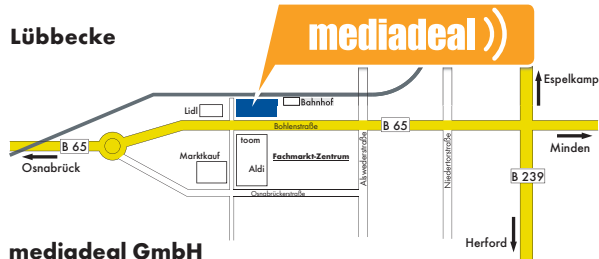 Lübbecke
mediadeal
Espelkamp
Lidl
Bahnhof
Bohlenstraße
B 65
B 65
Minden
toom
Marktkauf
Fachmarkt-Zentrum
Aldi
Osnabrück
Osnabrückerstraße
Alswederstraße
Niedertorstraße
B 239
Herford
mediadeal GmbH